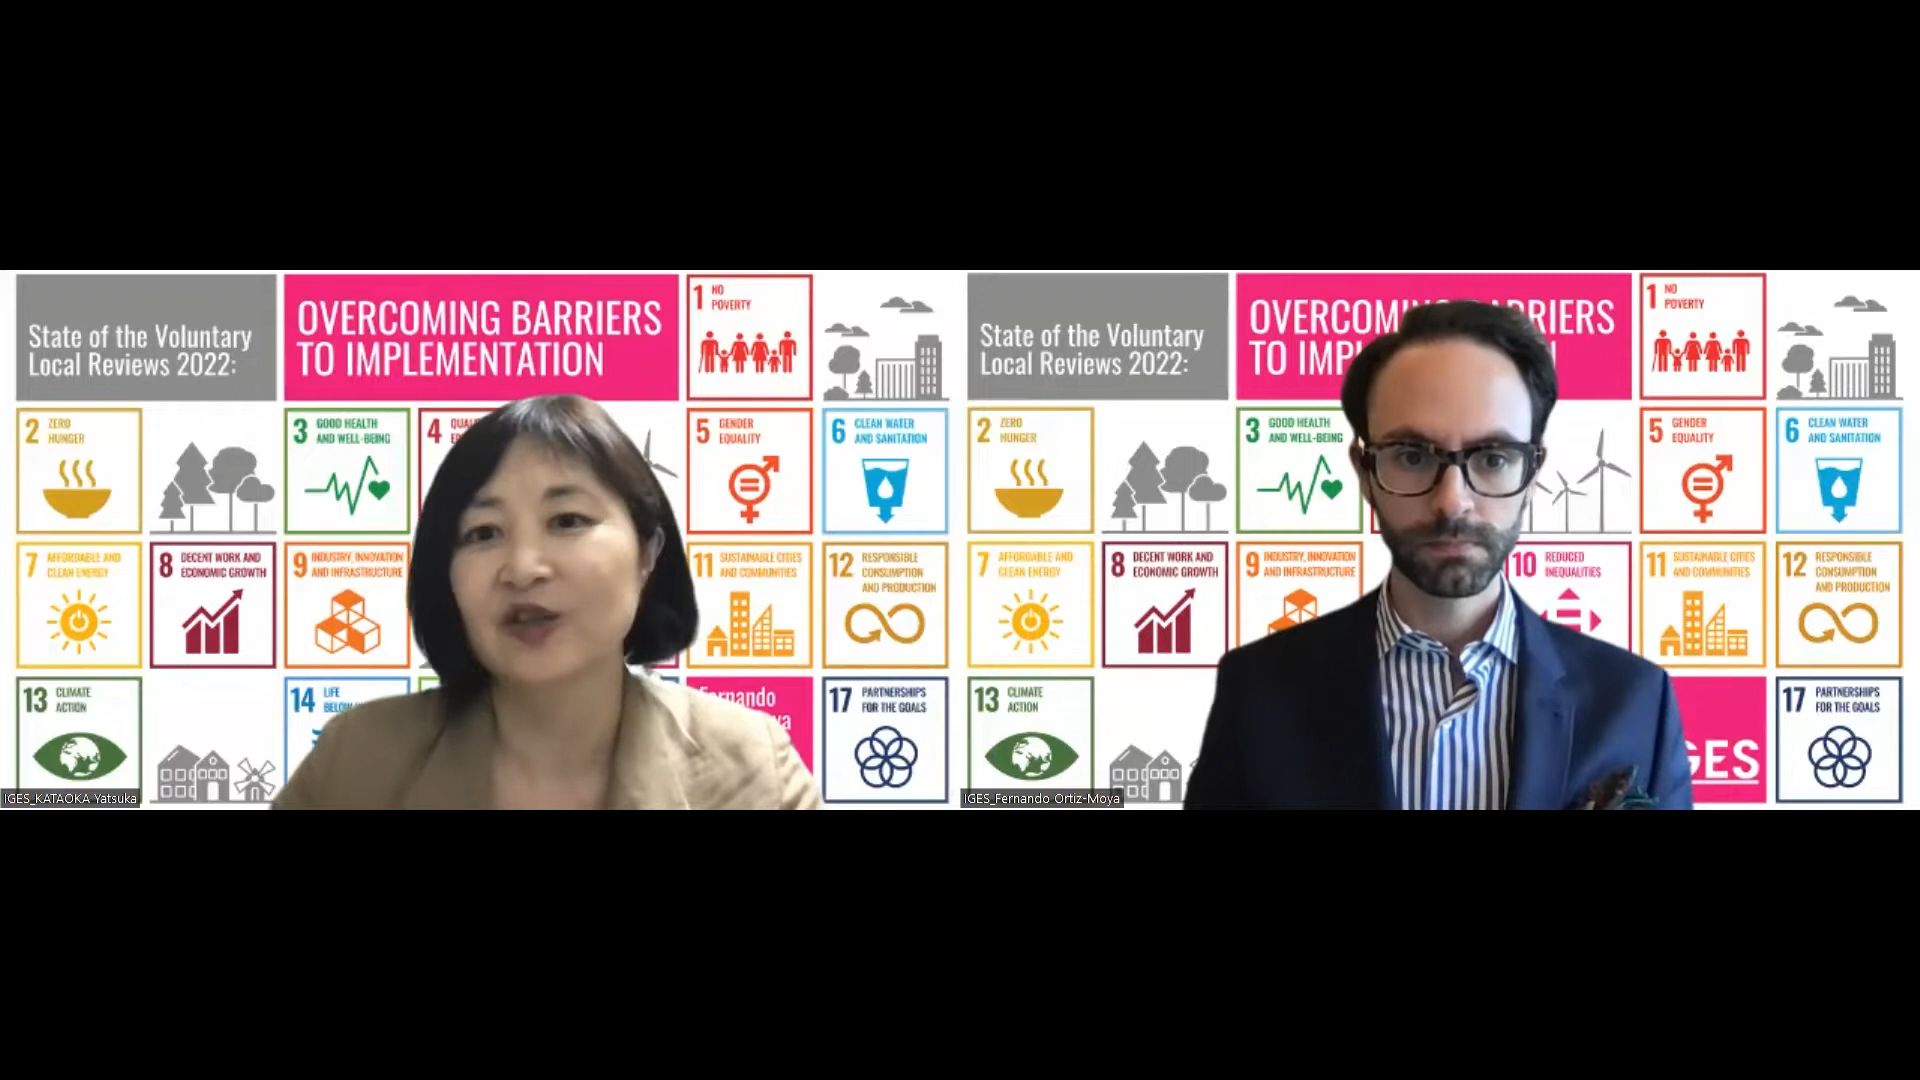 State of the Voluntary
Local Reviews 2022:
OVERCOMING BARRIERS
TO IMPLEMENTATION
1 NO
POVERTY
2 ZERO
HUNGER
3 GOOD HEALTH
AND WELL-BEING
4
5 GENDER
EQUALITY
6 CLEAN WATER
AND SANITATION
7 AFFORDABLE AND
CLEAN ENERGY
8 DECENT WORK AND
ECONOMIC GROWTH
9 INDUSTRY, INNOVATION
AND INFRASTRUCTURE
11 SUSTAINABLE CITIES
AND COMMUNITIES
12 RESPONSIBLE
CONSUMPTION
AND PRODUCTION
13 CLIMATE
ACTION
14 LIFE
Fernando
17 PARTNERSHIPS
FOR THE GOALS
IGES_KATAOKA Yatsuka
State of the Voluntary
Local Reviews 2022:
TO
1 NO
POVERTY
2 ZERO
HUNGER
3 GOOD HEALTH
AND WELL-BEING
5 GENDER
EQUALITY
6 CLEAN WATER
AND SANITATION
7 AFFORDABLE AND
CLEAN ENERGY
8 DECENT WORK AND
ECONOMIC GROWTH
9 INDUSTRY, INNOVATION
AND INFRASTRUCTURE
10 REDUCED
INEQUALITIES
11 SUSTAINABLE CITIES
AND COMMUNITIES
12 RESPONSIBLE
CONSUMPTION
AND PRODUCTION
13 CLIMATE
ACTION
17 PARTNERSHIPS
FOR THE GOALS
IGES_Fernando Ortiz-Moya